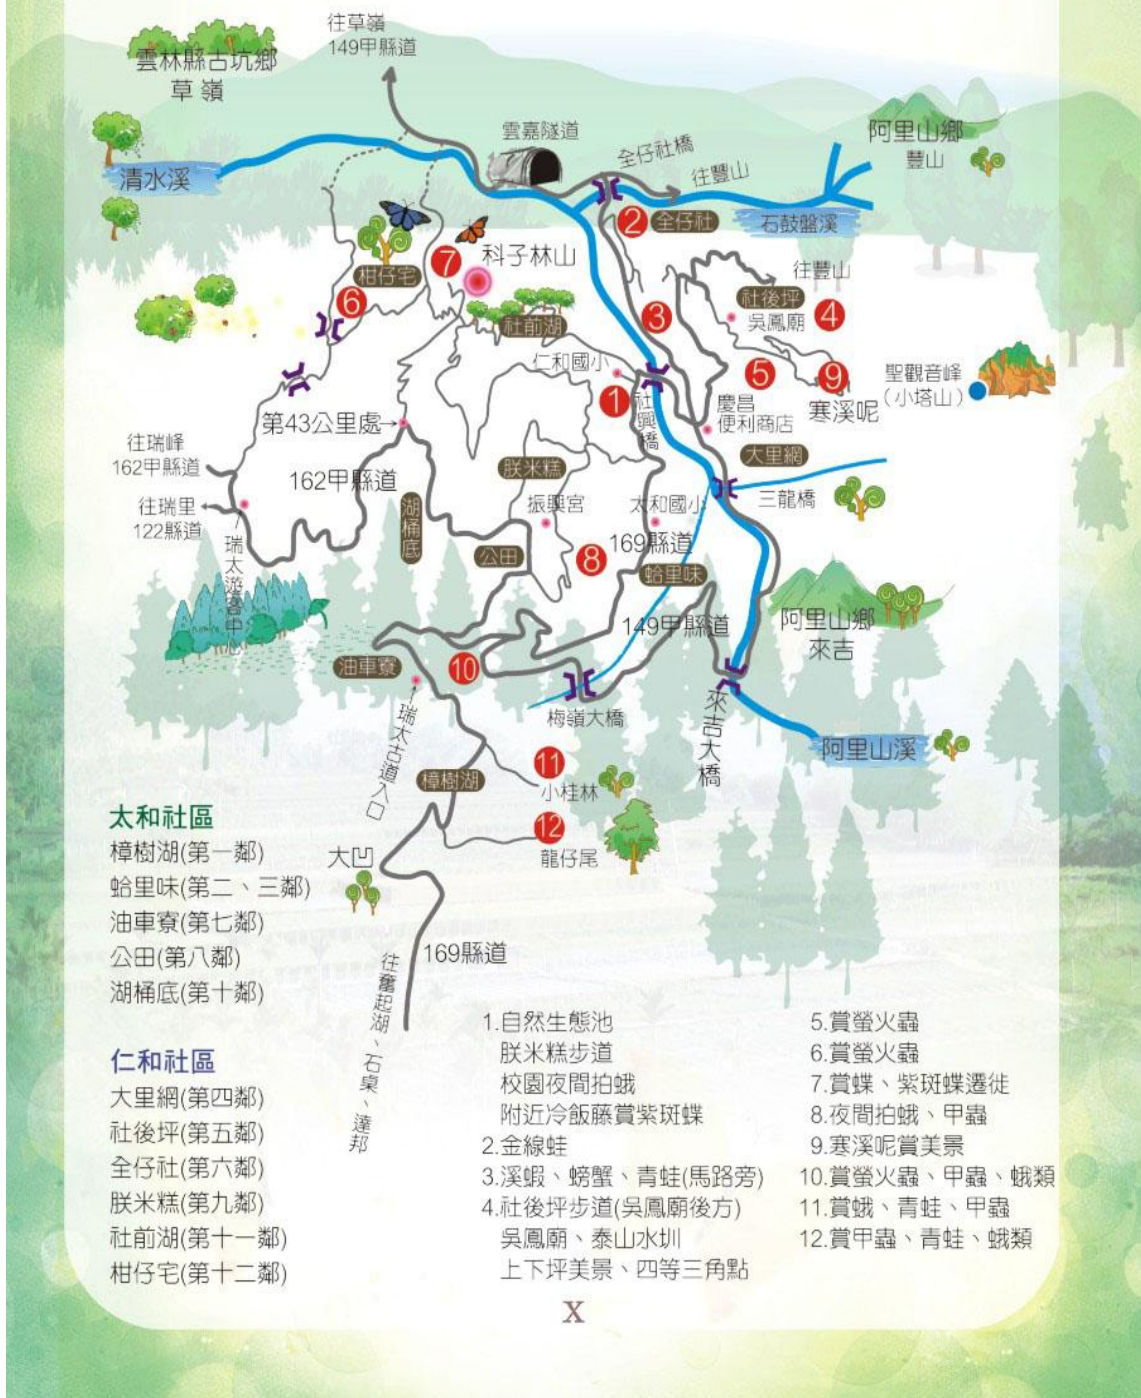 往草嶺
149甲縣道
雲林縣古坑鄉
草嶺
雲嘉隧道
全仔社橋
往豐山
阿里山鄉
豐山
清水溪
2
全仔社
石鼓盤溪
7
科子林山
柑仔宅
6
往豐山
社後坪
吳鳳廟
4
3
社前湖
仁和國小
5
9
寒溪呢
聖觀音峰
(小塔山)
1
社興橋
慶昌
便利商店
第43公里處
往瑞峰
162甲縣道
162甲縣道
朕米糕
大里網
往瑞里
122縣道
湖桶底
振興宮
太和國小
三龍橋
瑞太遊客中心
公田
8
169縣道
蛤里味
149甲縣道
阿里山鄉
來吉
油車寮
10
梅嶺大橋
來吉大橋
阿里山溪
瑞太古道入口
樟樹湖
11
小桂林
12
龍仔尾
大凹
169縣道
往奮起湖、石桌、達邦
太和社區
樟樹湖(第一鄰)
蛤里味(第二、三鄰)
油車寮(第七鄰)
公田(第八鄰)
湖桶底(第十鄰)
仁和社區
大里網(第四鄰)
社後坪(第五鄰)
全仔社(第六鄰)
朕米糕(第九鄰)
社前湖(第十一鄰)
柑仔宅(第十二鄰)
1.自然生態池
朕米糕步道
校園夜間拍蛾
附近冷飯藤賞紫斑蝶
2.金線蛙
3.溪蝦、螃蟹、青蛙(馬路旁)
4.社後坪步道(吳鳳廟後方)
吳鳳廟、泰山水圳
上下坪美景、四等三角點
5.賞螢火蟲
6.賞螢火蟲
7.賞蝶、紫斑蝶遷徙
8.夜間拍蛾、甲蟲
9.寒溪呢賞美景
10.賞螢火蟲、甲蟲、蛾類
11.賞蛾、青蛙、甲蟲
12.賞甲蟲、青蛙、蛾類
X